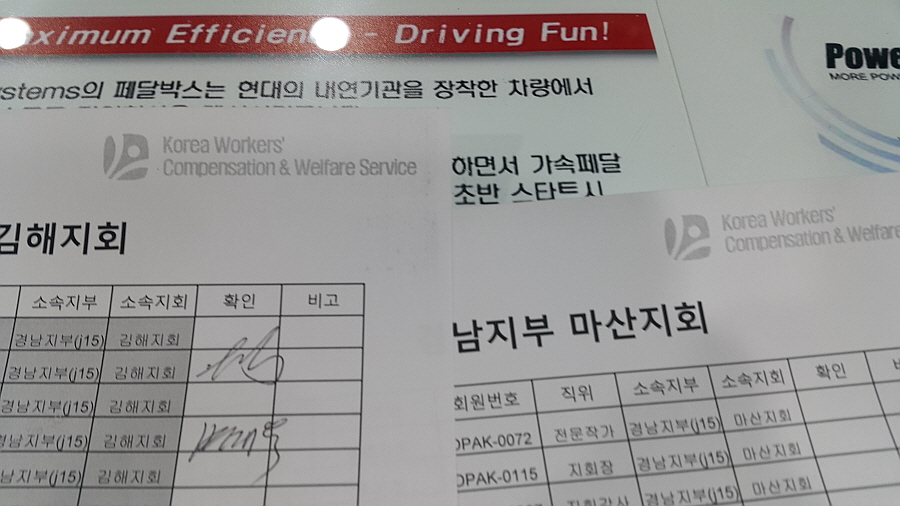 Maximum Efficiency - Driving Fun!
ystems의 페달박스는 현대의 내연기관을 장착한 차량에서
하면서 가속페달
초반 스타트시
Powe
MORE POW
Korea Workers'
Compensation & Welfare Service
김해지회
소속지부 소속지회 확인 비고
경남지부(j15) 김해지회
경남지부(j15) 김해지회
경남지부(j15) 김해지회
경남지부(j15) 김해지회
남지부(j15) 김해지회
Korea Workers'
Compensation & Welfare
남지부 마산지회
회원번호 직위 소속지부 소속지회 확인
OPAK-0072 전문작가 경남지부(j15) 마산지회
OPAK-0115 지회장 경남지부(j15) 마산지회
지회감사 경남지부(j15) 마산지회